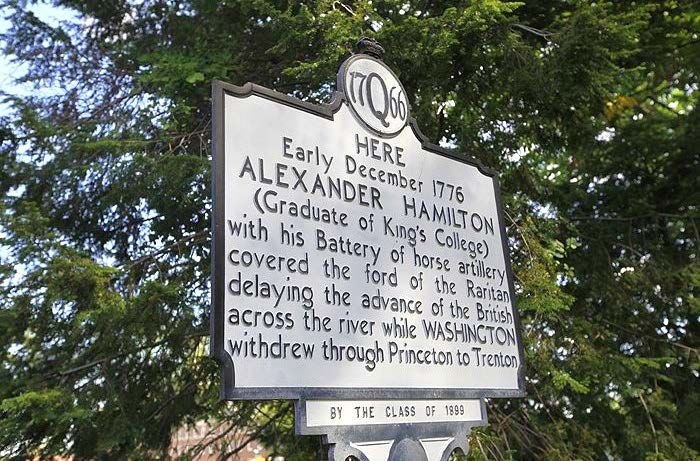 17Q66
HERE
Early December 1776
ALEXANDER HAMILTON
(Graduate of King's College)
with his Battery of horse artillery
covered the ford of the Raritan
delaying the advance of the British
across the river while WASHINGTON
withdrew through Princeton to Trenton
BY THE CLASS OF 1899